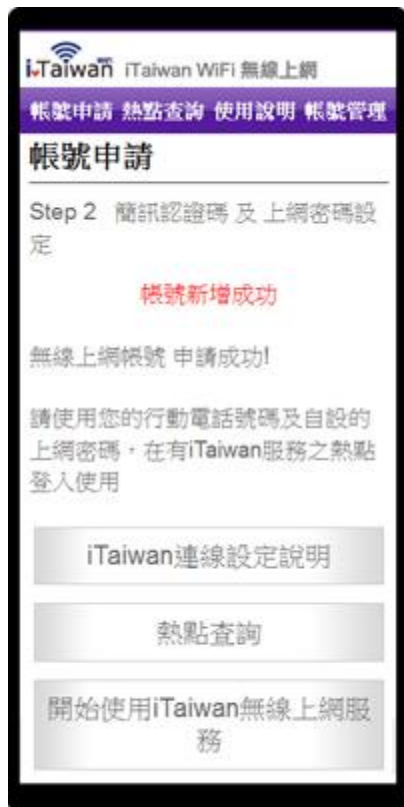 i-Taiwan iTaiwan WiFi 無線上網
帳號申請 熱點查詢 使用說明 帳號管理
帳號申請
Step 2 簡訊認證碼 及 上網密碼設
定
帳號新增成功
無線上網帳號 申請成功!
請使用您的行動電話號碼及自設的
上網密碼，在有iTaiwan服務之熱點
登入使用
iTaiwan連線設定說明
熱點查詢
開始使用iTaiwan無線上網服
務